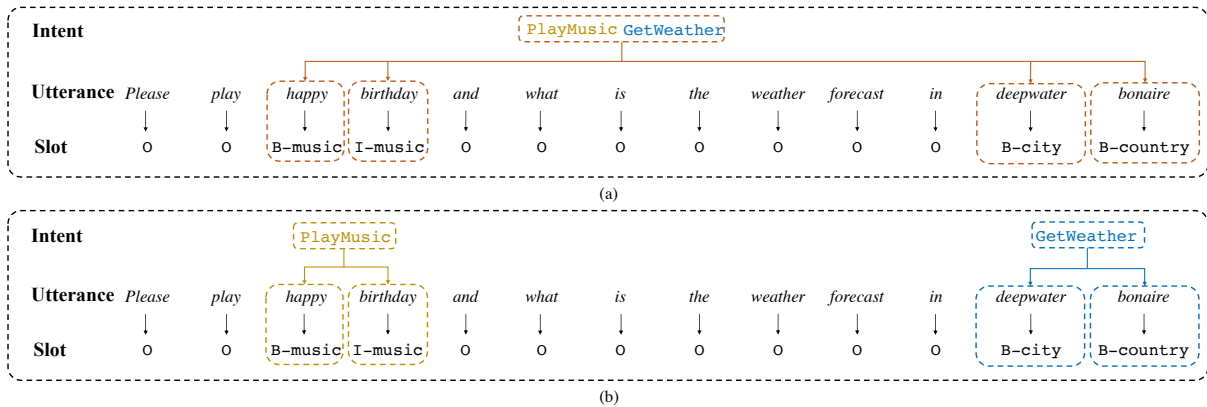 Intent PlayMusic GetWeather
Utterance Please play happy birthday and what is the weather forecast in deepwater bonaire
Slot O O B-music I-music O O O O O O O B-city B-country
(a)
Intent PlayMusic GetWeather
Utterance Please play happy birthday and what is the weather forecast in deepwater bonaire
Slot O O B-music I-music O O O O O O O B-city B-country
(b)